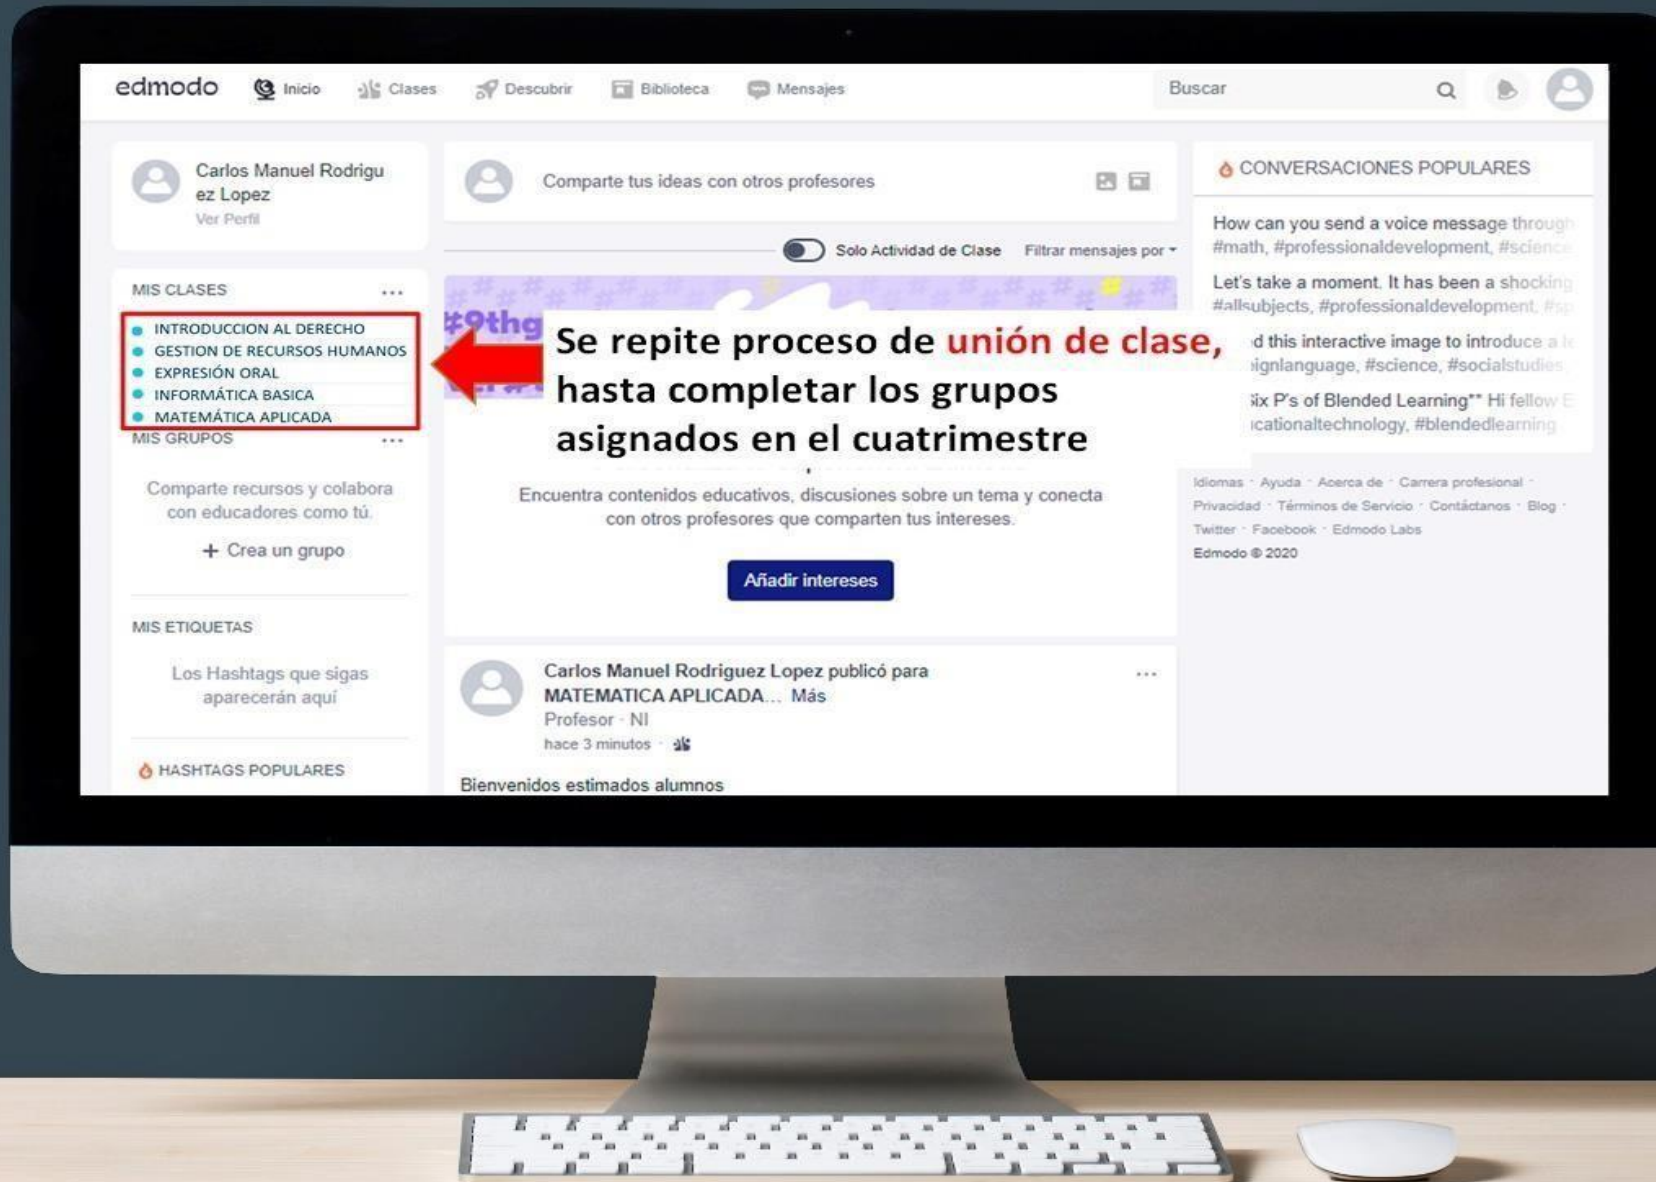 edmodo
Inicio
Clases
Descubrir
Biblioteca
Mensajes
Buscar
Carlos Manuel Rodrigu
ez Lopez
Ver Perfil
MIS CLASES
INTRODUCCION AL DERECHO
GESTION DE RECURSOS HUMANOS
EXPRESIÓN ORAL
INFORMÁTICA BASICA
MATEMÁTICA APLICADA
MIS GRUPOS
Comparte recursos y colabora
con educadores como tú.
+ Crea un grupo
MIS ETIQUETAS
Los Hashtags que sigas
aparecerán aquí
HASHTAGS POPULARES
Comparte tus ideas con otros profesores
Solo Actividad de Clase
Filtrar mensajes por
#9thg
Se repite proceso de unión de clase,
hasta completar los grupos
asignados en el cuatrimestre
Encuentra contenidos educativos, discusiones sobre un tema y conecta
con otros profesores que comparten tus intereses.
Añadir intereses
Carlos Manuel Rodriguez Lopez publicó para
MATEMATICA APLICADA... Más
Profesor · NI
hace 3 minutos ·
Bienvenidos estimados alumnos
CONVERSACIONES POPULARES
How can you send a voice message through
#math, #professionaldevelopment, #science,
Let's take a moment. It has been a shocking
#allsubjects, #professionaldevelopment, #sp
d this interactive image to introduce a le
ignlanguage, #science, #socialstudies
ix P's of Blended Learning** Hi fellow E
icationaltechnology, #blendedlearning
Idiomas · Ayuda · Acerca de · Carrera profesional ·
Privacidad · Términos de Servicio · Contáctanos · Blog ·
Twitter · Facebook · Edmodo Labs
Edmodo © 2020